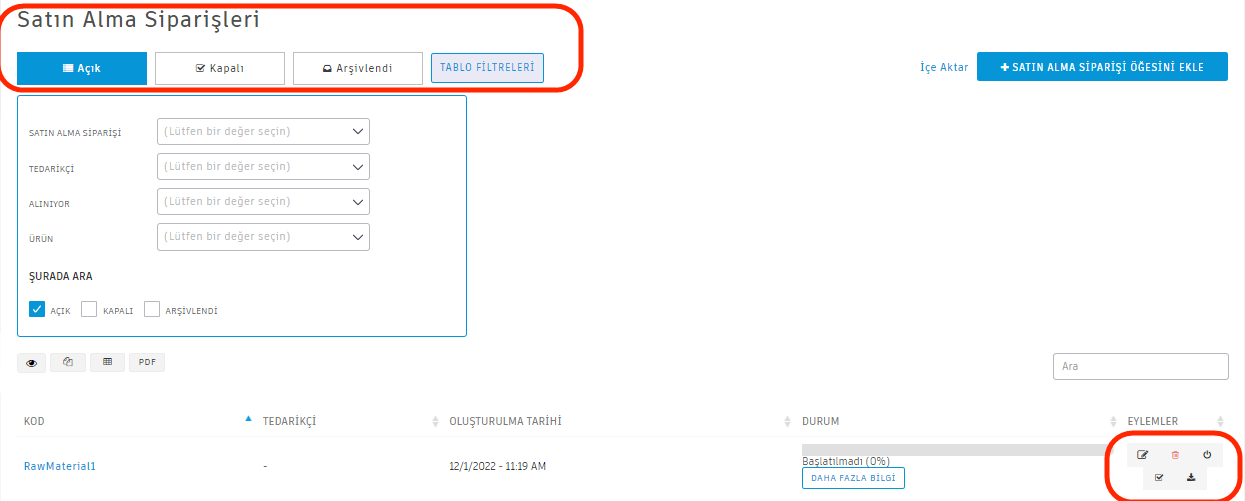 Satın Alma Siparişleri
Açık
Kapalı
Arşivlendi
TABLO FİLTRELERİ
İçe Aktar
SATIN ALMA SİPARİŞİ ÖĞESİNİ EKLE
SATIN ALMA SİPARİŞİ (Lütfen bir değer seçin)
TEDARİKÇİ (Lütfen bir değer seçin)
ALINIYOR (Lütfen bir değer seçin)
ÜRÜN (Lütfen bir değer seçin)
ŞURADA ARA
AÇIK KAPALI ARŞİVLENDİ
PDF
Ara
KOD TEDARİKÇİ OLUŞTURULMA TARİHİ DURUM EYLEMLER
RawMaterial1 - 12/1/2022 - 11:19 AM Başlatılmadı (0%)
DAHA FAZLA BİLGİ